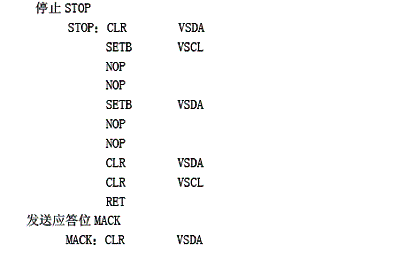 停止 STOP
STOP: CLR VSDA
SETB VSCL
NOP
NOP
SETB VSDA
NOP
NOP
CLR VSDA
CLR VSCL
RET
发送应答位 MACK
MACK: CLR VSDA